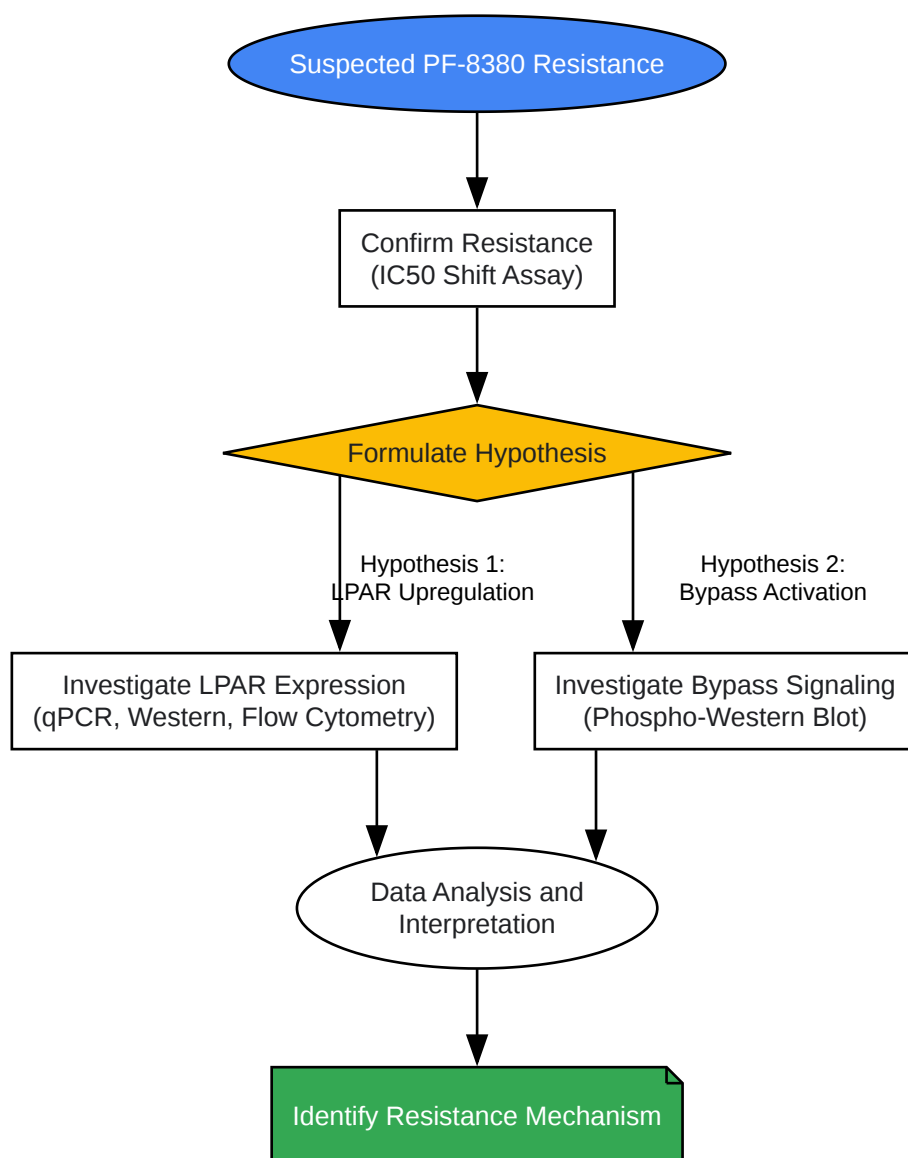 Suspected PF-8380 Resistance
Confirm Resistance
(IC50 Shift Assay)
Formulate Hypothesis
Hypothesis 1:
LPAR Upregulation
Hypothesis 2:
Bypass Activation
Investigate LPAR Expression
(qPCR, Western, Flow Cytometry)
Investigate Bypass Signaling
(Phospho-Western Blot)
Data Analysis and
Interpretation
Identify Resistance Mechanism